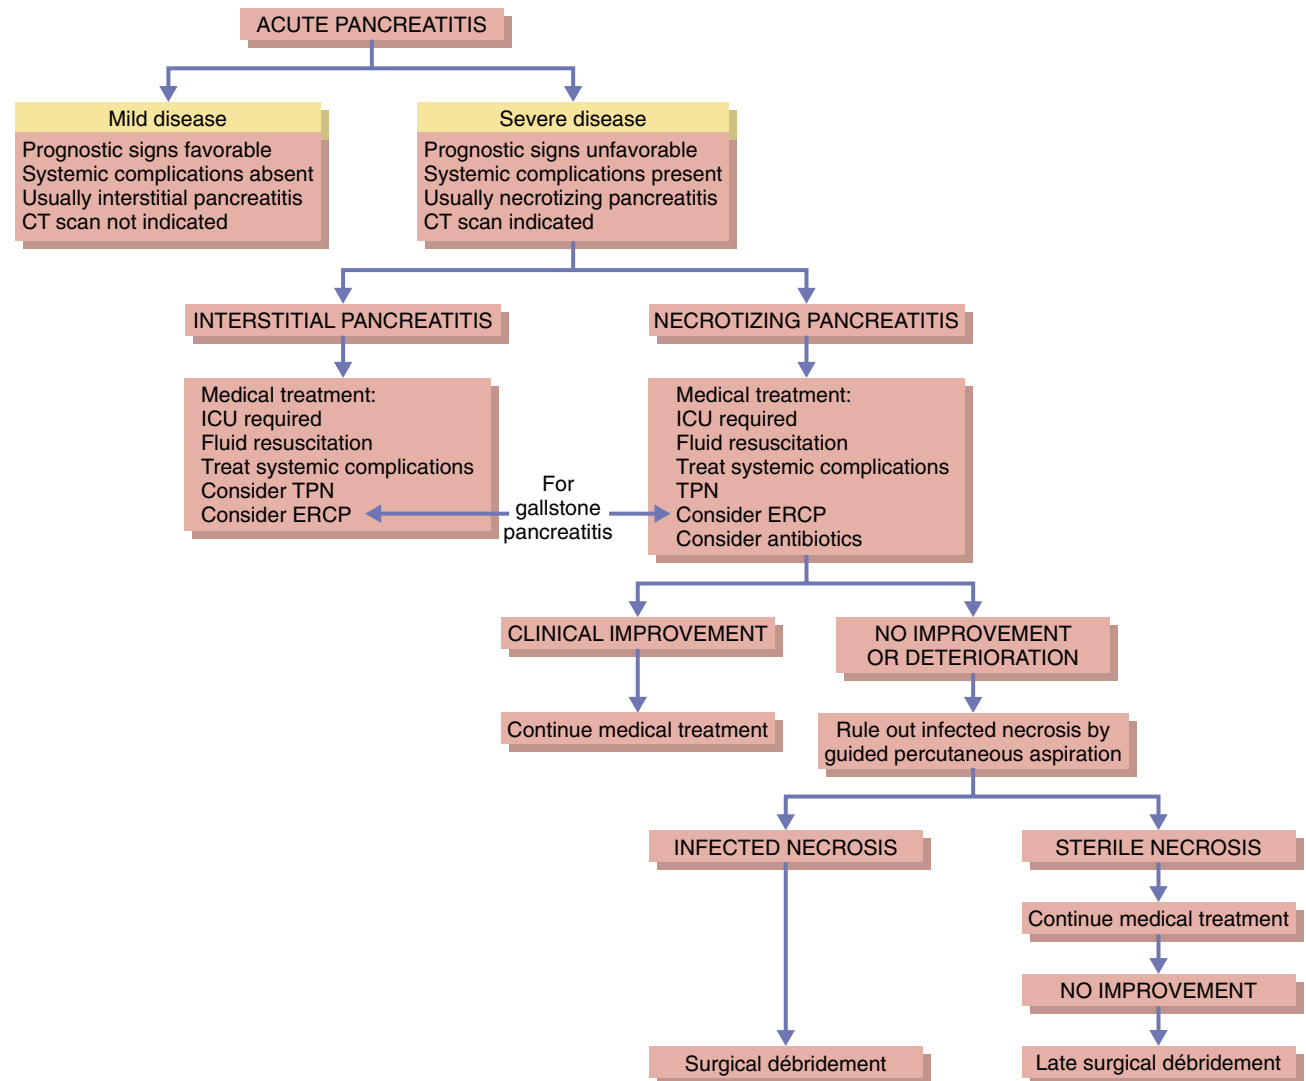 ACUTE PANCREATITIS
Mild disease
Prognostic signs favorable
Systemic complications absent
Usually interstitial pancreatitis
CT scan not indicated
Severe disease
Prognostic signs unfavorable
Systemic complications present
Usually necrotizing pancreatitis
CT scan indicated
INTERSTITIAL PANCREATITIS
Medical treatment:
ICU required
Fluid resuscitation
Treat systemic complications
Consider TPN
Consider ERCP
For
gallstone
pancreatitis
NECROTIZING PANCREATITIS
Medical treatment:
ICU required
Fluid resuscitation
Treat systemic complications
TPN
Consider ERCP
Consider antibiotics
CLINICAL IMPROVEMENT
Continue medical treatment
NO IMPROVEMENT
OR DETERIORATION
Rule out infected necrosis by
guided percutaneous aspiration
INFECTED NECROSIS
Surgical débridement
STERILE NECROSIS
Continue medical treatment
NO IMPROVEMENT
Late surgical débridement